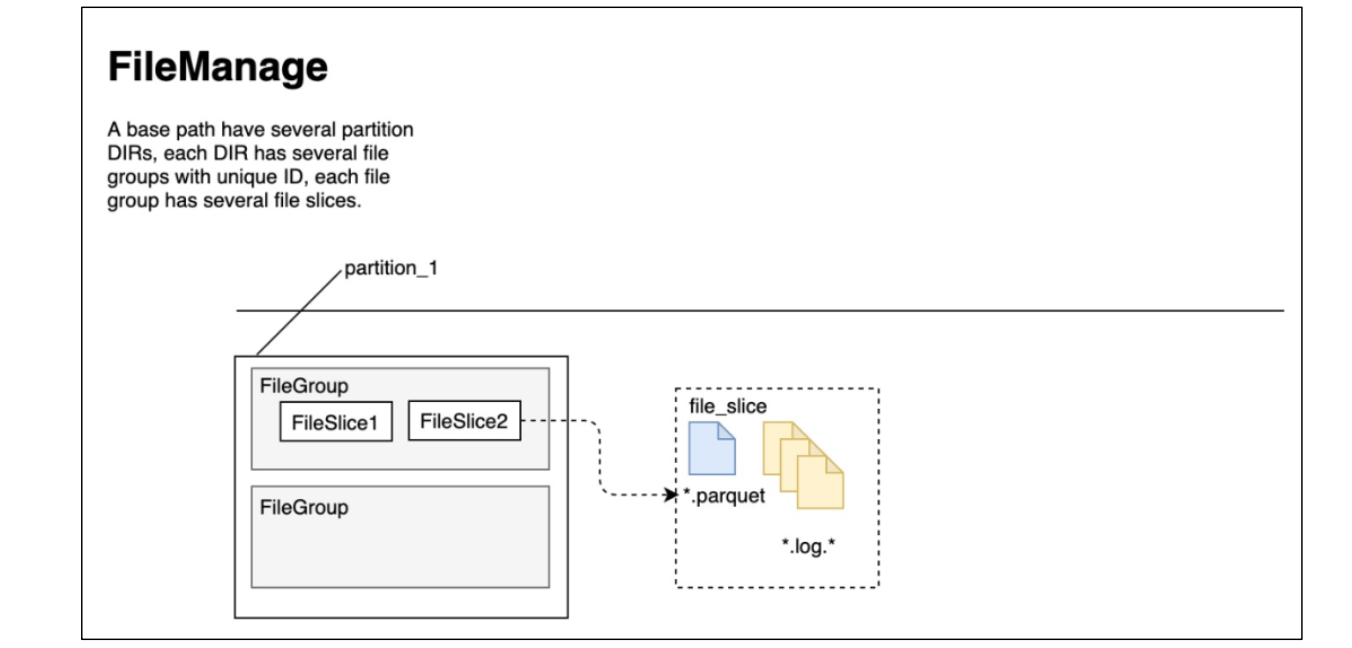 FileManage
A base path have several partition
DIRs, each DIR has several file
groups with unique ID, each file
group has several file slices.
partition_1
FileGroup
FileSlice1
FileSlice2
FileGroup
file_slice
*.parquet
*.log.*